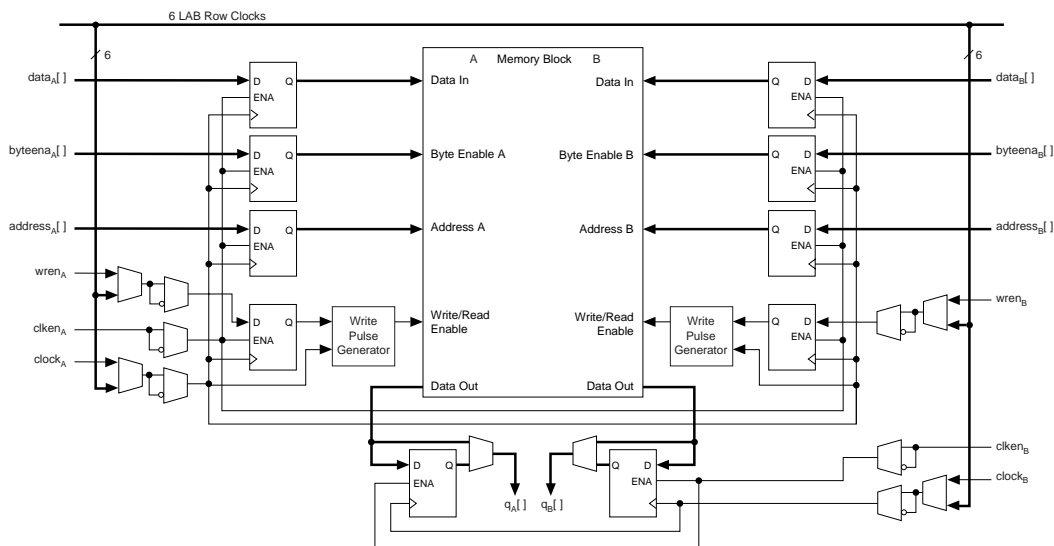 6 LAB Row Clocks
6
6
A Memory Block B
data_A[ ]
D Q
ENA
Data In
Data In
Q D
ENA
data_B[ ]
byteena_A[ ]
D Q
ENA
Byte Enable A
Byte Enable B
Q D
ENA
byteena_B[ ]
address_A[ ]
D Q
ENA
Address A
Address B
Q D
ENA
address_B[ ]
wren_A
clken_A
clock_A
D Q
ENA
Write
Pulse
Generator
Write/Read
Enable
Write/Read
Enable
Write
Pulse
Generator
Q D
ENA
wren_B
Data Out
Data Out
D Q
ENA
q_A[ ]
q_B[ ]
Q D
ENA
clken_B
clock_B